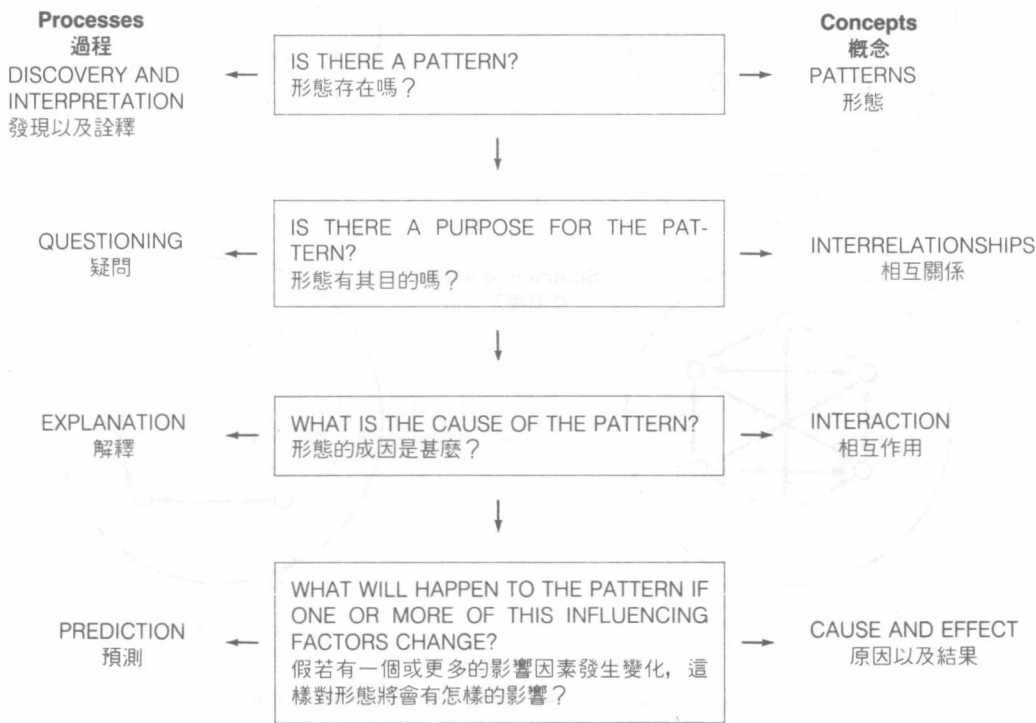 Processes
過程
Concepts
概念
DISCOVERY AND
INTERPRETATION
發現以及詮釋
IS THERE A PATTERN?
形態存在嗎？
PATTERNS
形態
QUESTIONING
疑問
IS THERE A PURPOSE FOR THE PAT-
TERN?
形態有其目的嗎？
INTERRELATIONSHIPS
相互關係
EXPLANATION
解釋
WHAT IS THE CAUSE OF THE PATTERN?
形態的成因是甚麼？
INTERACTION
相互作用
PREDICTION
預測
WHAT WILL HAPPEN TO THE PATTERN IF
ONE OR MORE OF THIS INFLUENCING
FACTORS CHANGE?
假若有一個或更多的影響因素發生變化，這
樣對形態將會有怎樣的影響？
CAUSE AND EFFECT
原因以及結果